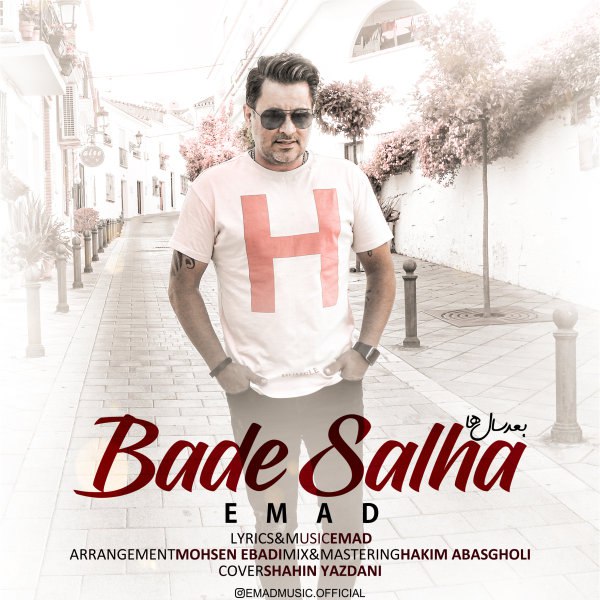 H
بعد سال ها
Bade Salha
EMAD
LYRICS&MUSICEMAD
ARRANGEMENTMOHSEN EBADIMIX&MASTERINGHAKIM ABASGHOLI
COVERSHAHIN YAZDANI
@EMADMUSIC.OFFICIAL